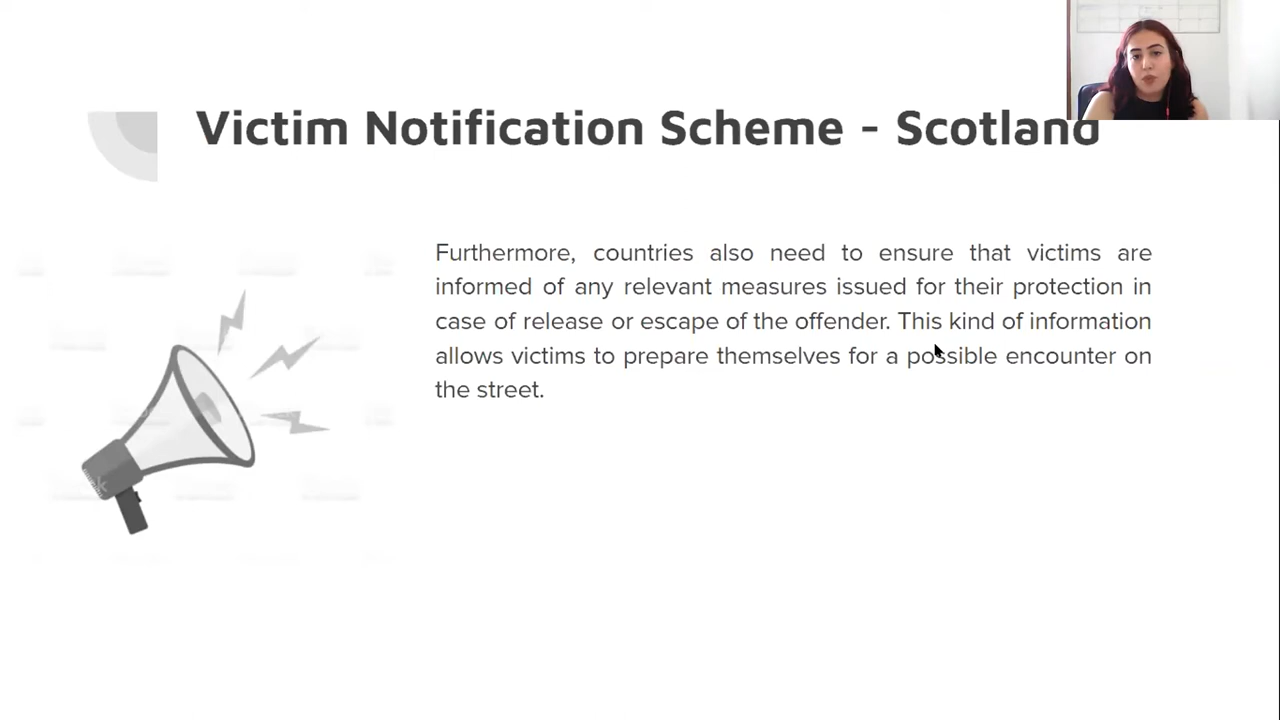 Victim Notification Scheme - Scotland
Furthermore, countries also need to ensure that victims are
informed of any relevant measures issued for their protection in
case of release or escape of the offender. This kind of information
allows victims to prepare themselves for a possible encounter on
the street.